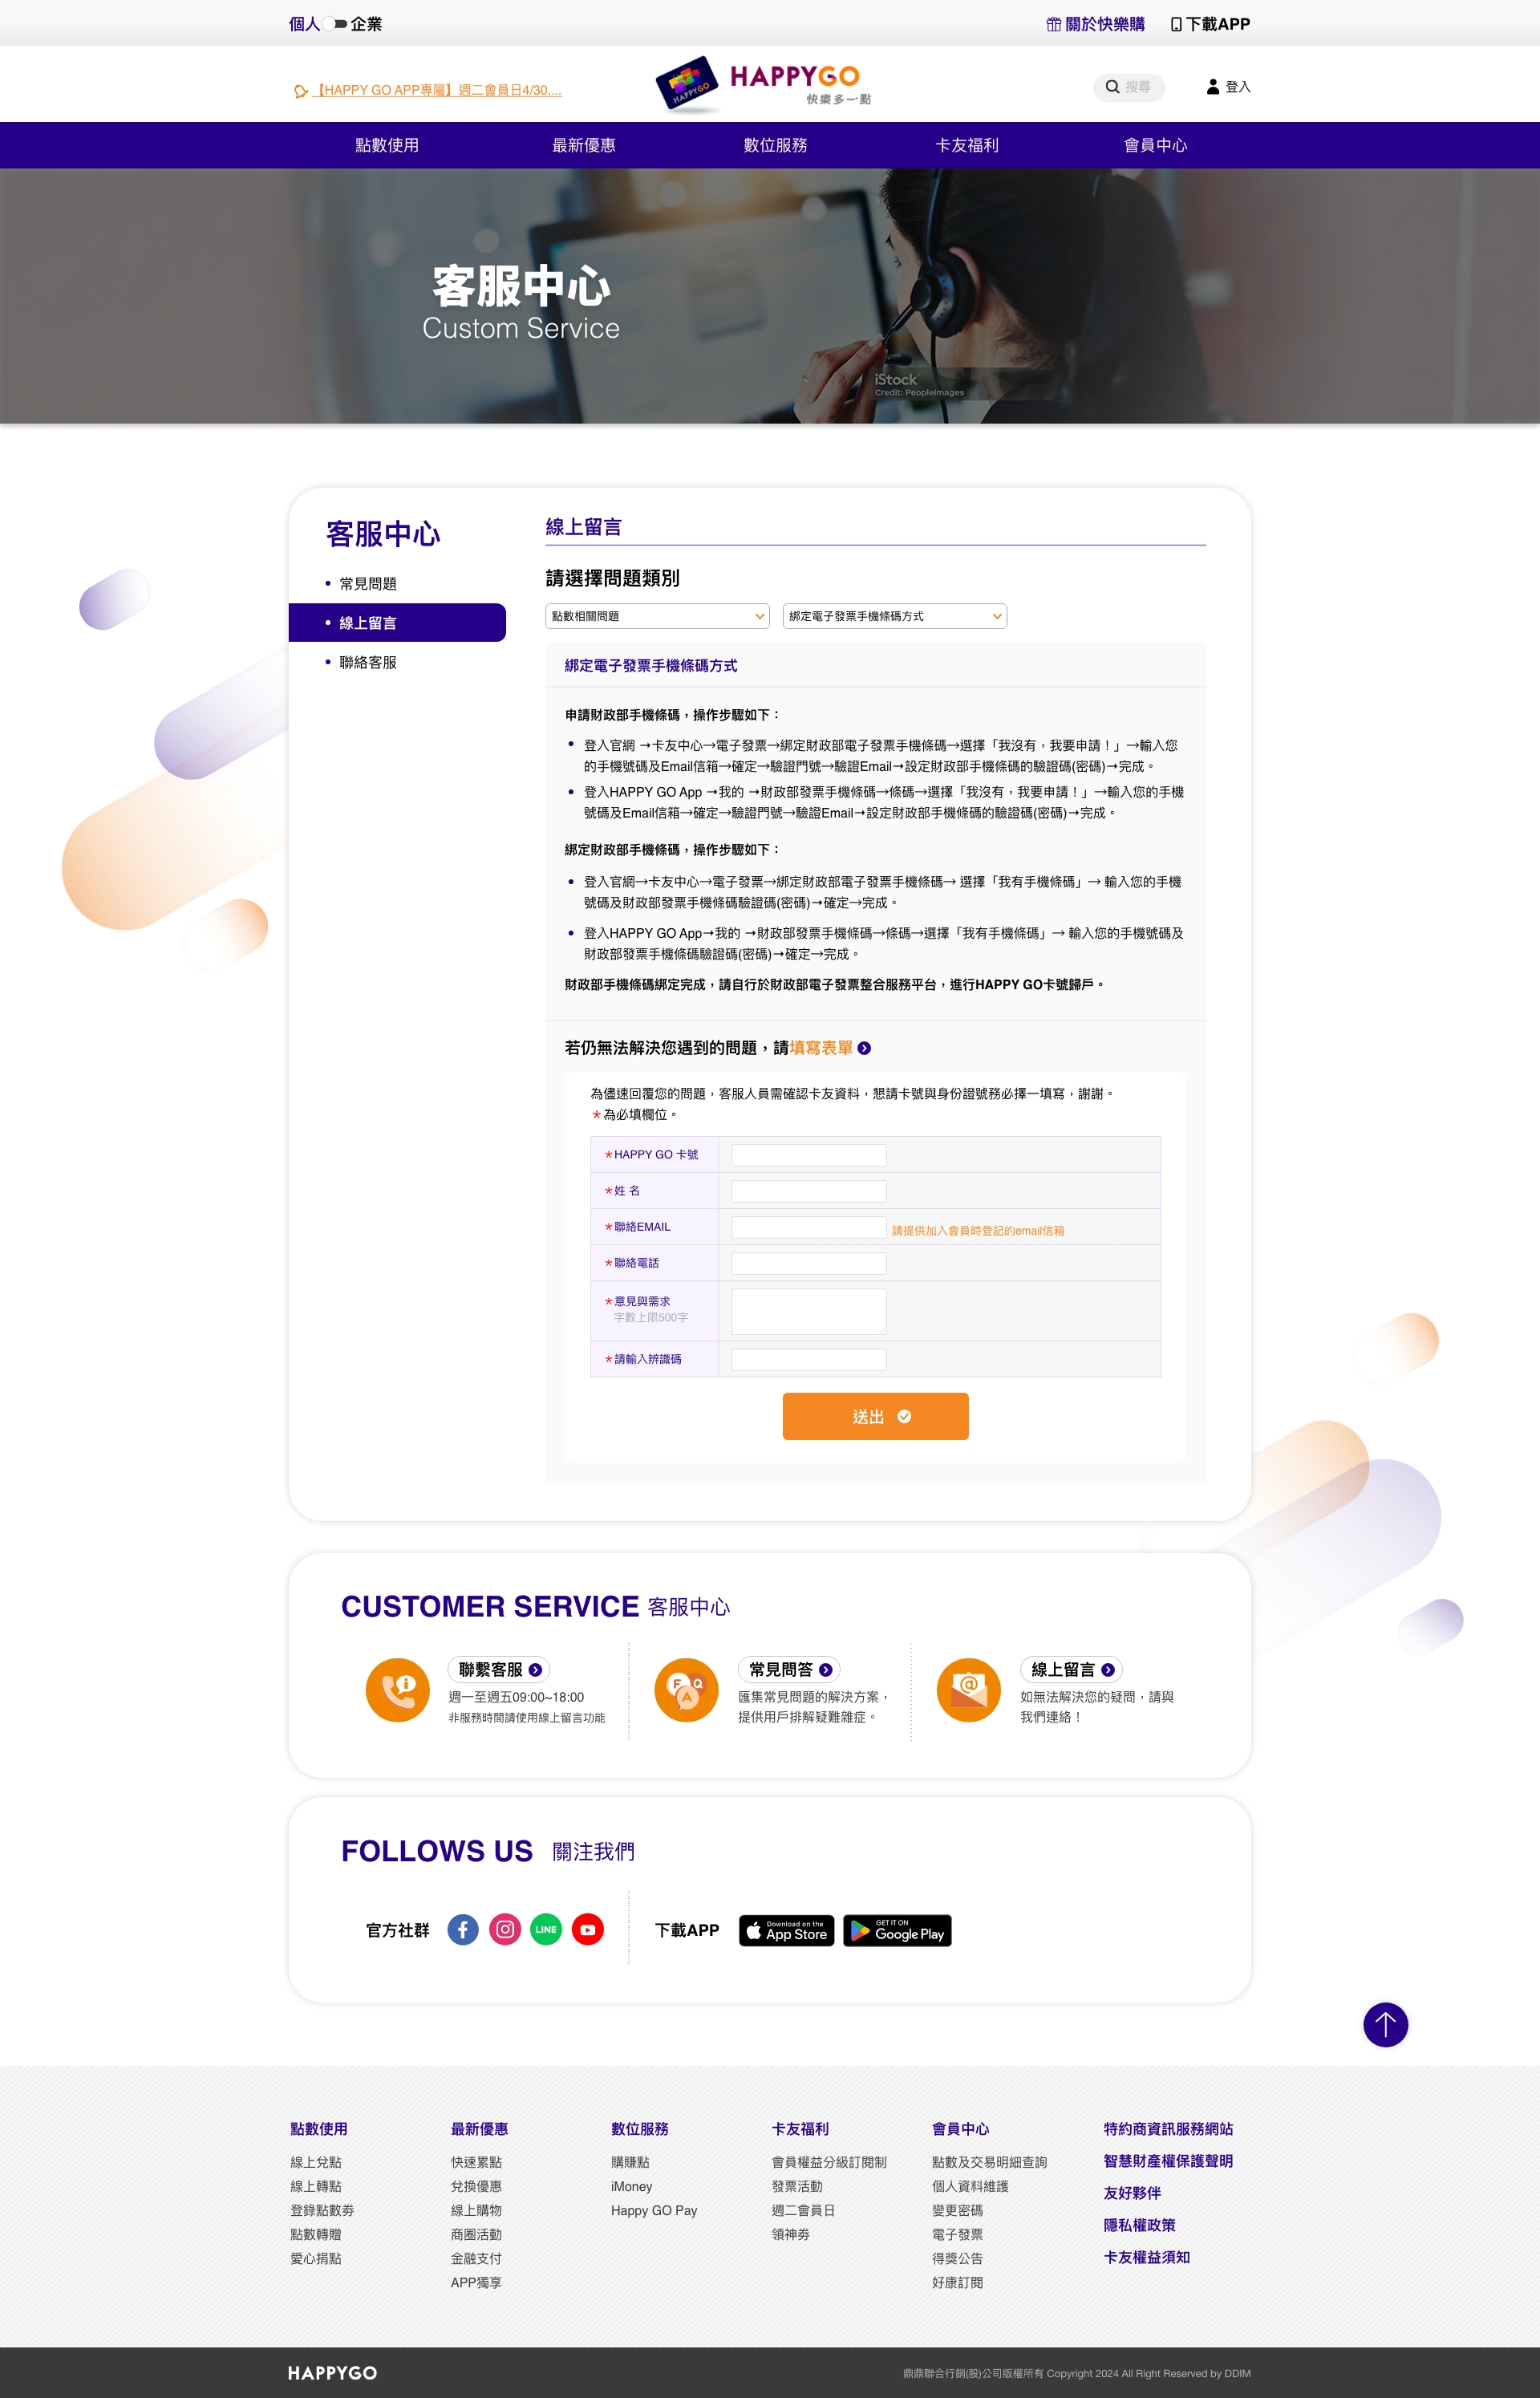 個人 企業
關於快樂購 下載APP
【HAPPY GO APP專屬】週二會員日4/30....
HAPPYGO
HAPPYGO
快樂多一點
搜尋
登入
點數使用 最新優惠 數位服務 卡友福利 會員中心
客服中心
Custom Service
iStock
Credit: PeopleImages
客服中心
常見問題
線上留言
聯絡客服
線上留言
請選擇問題類別
點數相關問題 綁定電子發票手機條碼方式
綁定電子發票手機條碼方式
申請財政部手機條碼，操作步驟如下：
登入官網 →卡友中心→電子發票→綁定財政部電子發票手機條碼→選擇「我沒有，我要申請！」→輸入您
的手機號碼及Email信箱→確定→驗證門號→驗證Email→設定財政部手機條碼的驗證碼(密碼)→完成。
登入HAPPY GO App →我的 →財政部發票手機條碼→條碼→選擇「我沒有，我要申請！」→輸入您的手機
號碼及Email信箱→確定→驗證門號→驗證Email→設定財政部手機條碼的驗證碼(密碼)→完成。
綁定財政部手機條碼，操作步驟如下：
登入官網→卡友中心→電子發票→綁定財政部電子發票手機條碼→ 選擇「我有手機條碼」→ 輸入您的手機
號碼及財政部發票手機條碼驗證碼(密碼)→確定→完成。
登入HAPPY GO App→我的 →財政部發票手機條碼→條碼→選擇「我有手機條碼」→ 輸入您的手機號碼及
財政部發票手機條碼驗證碼(密碼)→確定→完成。
財政部手機條碼綁定完成，請自行於財政部電子發票整合服務平台，進行HAPPY GO卡號歸戶。
若仍無法解決您遇到的問題，請填寫表單
為儘速回覆您的問題，客服人員需確認卡友資料，懇請卡號與身份證號務必擇一填寫，謝謝。
*為必填欄位。
*HAPPY GO 卡號
*姓 名
*聯絡EMAIL 請提供加入會員時登記的email信箱
*聯絡電話
*意見與需求
字數上限500字
*請輸入辨識碼
送出
CUSTOMER SERVICE 客服中心
聯繫客服
週一至週五09:00~18:00
非服務時間請使用線上留言功能
F Q A
常見問答
匯集常見問題的解決方案，
提供用戶排解疑難雜症。
@
線上留言
如無法解決您的疑問，請與
我們連絡！
FOLLOWS US 關注我們
官方社群 LINE
下載APP
Download on the
App Store
GET IT ON
Google Play
點數使用
線上兌點
線上轉點
登錄點數券
點數轉贈
愛心捐點
最新優惠
快速累點
兌換優惠
線上購物
商圈活動
金融支付
APP獨享
數位服務
購賺點
iMoney
Happy GO Pay
卡友福利
會員權益分級訂閱制
發票活動
週二會員日
領神券
會員中心
點數及交易明細查詢
個人資料維護
變更密碼
電子發票
得獎公告
好康訂閱
特約商資訊服務網站
智慧財產權保護聲明
友好夥伴
隱私權政策
卡友權益須知
HAPPYGO
鼎鼎聯合行銷(股)公司版權所有 Copyright 2024 All Right Reserved by DDIM